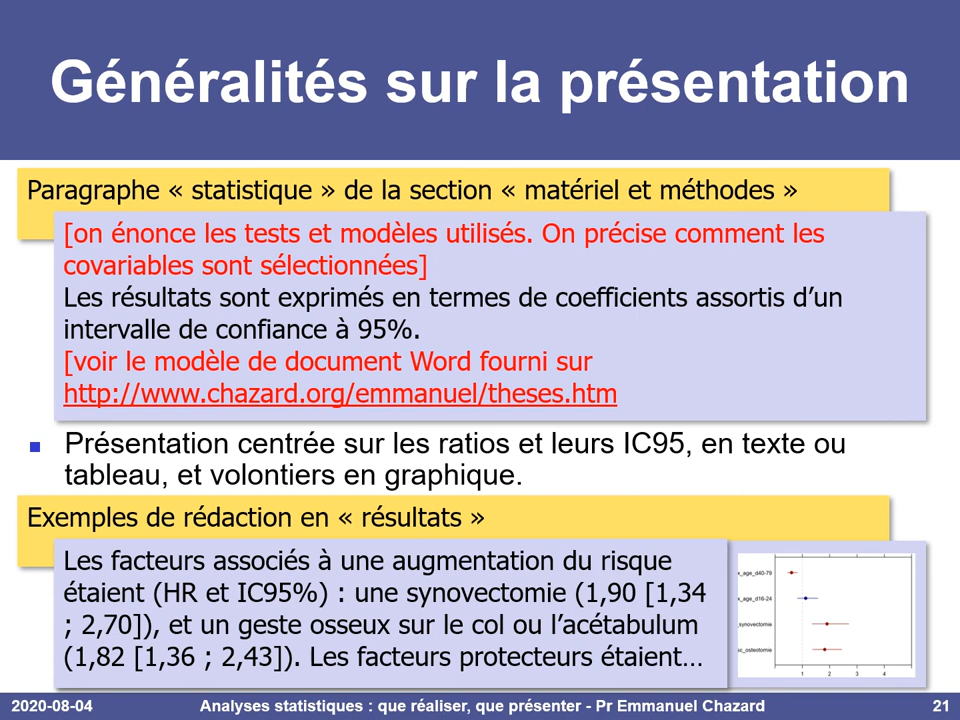 Généralités sur la présentation
Paragraphe « statistique » de la section « matériel et méthodes »
[on énonce les tests et modèles utilisés. On précise comment les
covariables sont sélectionnées]
Les résultats sont exprimés en termes de coefficients assortis d’un
intervalle de confiance à 95%.
[voir le modèle de document Word fourni sur
http://www.chazard.org/emmanuel/theses.htm
Présentation centrée sur les ratios et leurs IC95, en texte ou
tableau, et volontiers en graphique.
Exemples de rédaction en « résultats »
Les facteurs associés à une augmentation du risque
étaient (HR et IC95%) : une synovectomie (1,90 [1,34
; 2,70]), et un geste osseux sur le col ou l’acétabulum
(1,82 [1,36 ; 2,43]). Les facteurs protecteurs étaient…
x_age_d40-79
x_age_d16-24
_synovectomie
sc_osteotomie
1 2 3 4
2020-08-04
Analyses statistiques : que réaliser, que présenter - Pr Emmanuel Chazard
21